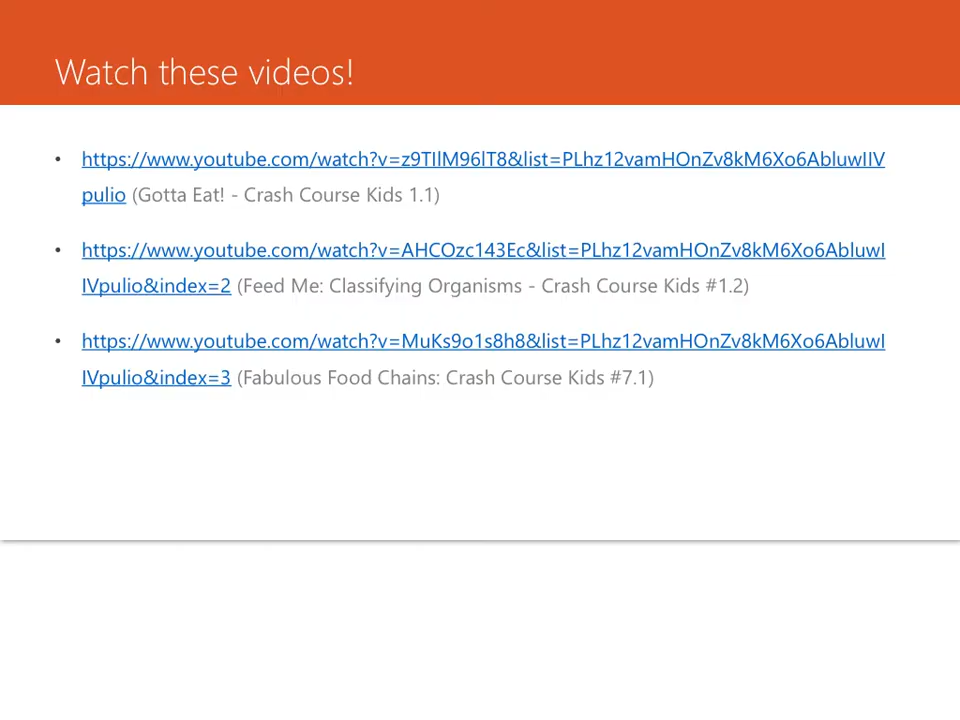 Watch these videos!
• https://www.youtube.com/watch?v=z9TIlM96lT8&list=PLhz12vamHOnZv8kM6Xo6AbluwIIV
pulio (Gotta Eat! - Crash Course Kids 1.1)
• https://www.youtube.com/watch?v=AHCOzc143Ec&list=PLhz12vamHOnZv8kM6Xo6AbluwI
IVpulio&index=2 (Feed Me: Classifying Organisms - Crash Course Kids #1.2)
• https://www.youtube.com/watch?v=MuKs9o1s8h8&list=PLhz12vamHOnZv8kM6Xo6AbluwI
IVpulio&index=3 (Fabulous Food Chains: Crash Course Kids #7.1)